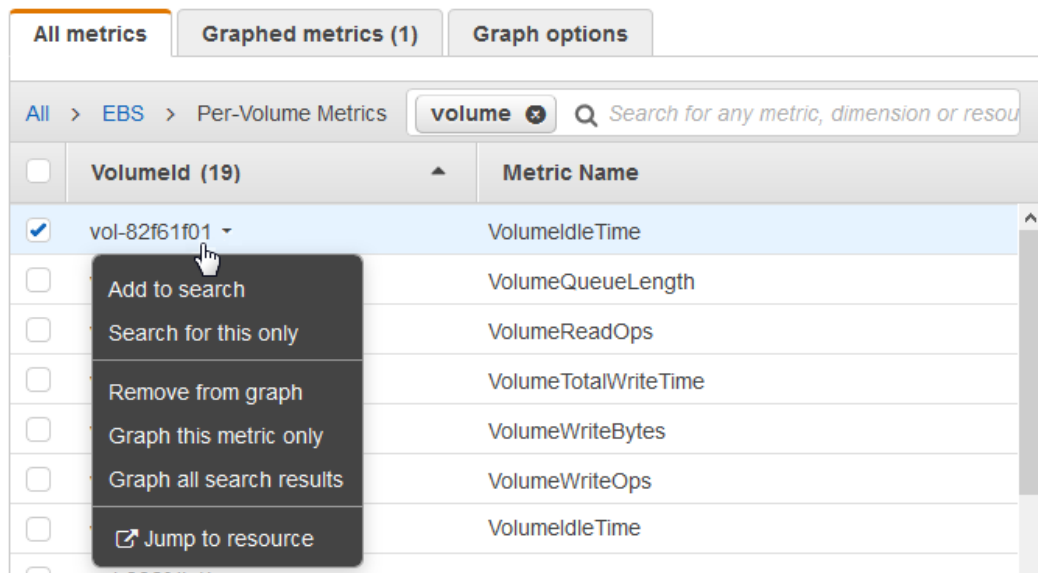 All metrics Graphed metrics (1) Graph options
All > EBS > Per-Volume Metrics volume Search for any metric, dimension or resou
VolumeId (19) Metric Name
vol-82f61f01 VolumeIdleTime
Add to search VolumeQueueLength
Search for this only VolumeReadOps
Remove from graph VolumeTotalWriteTime
Graph this metric only VolumeWriteBytes
Graph all search results VolumeWriteOps
Jump to resource VolumeIdleTime